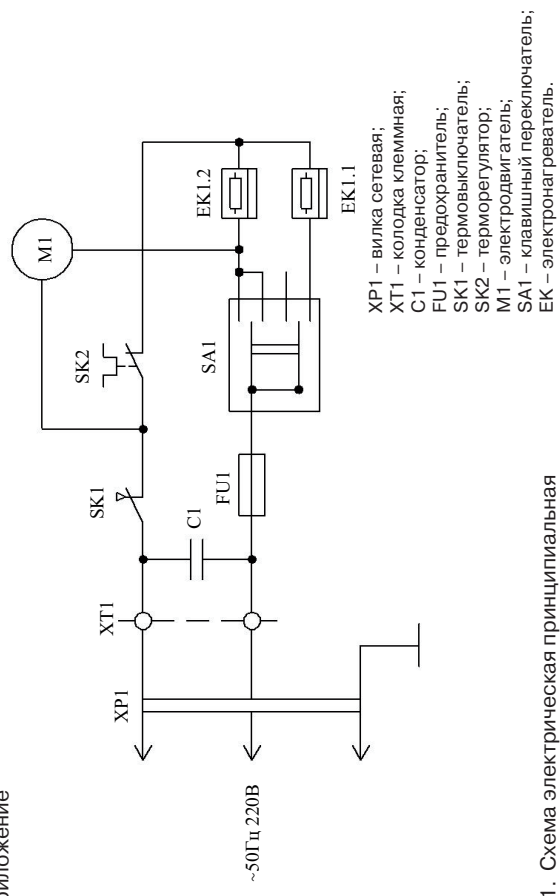 риложение
~50Гц 220В
XP1
XT1
C1
SK1
FU1
SK2
SA1
M1
EK1.2
EK1.1
XP1 – вилка сетевая;
XT1 – колодка клеммная;
C1 – конденсатор;
FU1 – предохранитель;
SK1 – термовыключатель;
SK2 – терморегулятор;
M1 – электродвигатель;
SA1 – клавишный переключатель;
EK – электронагреватель.
1. Схема электрическая принципиальная